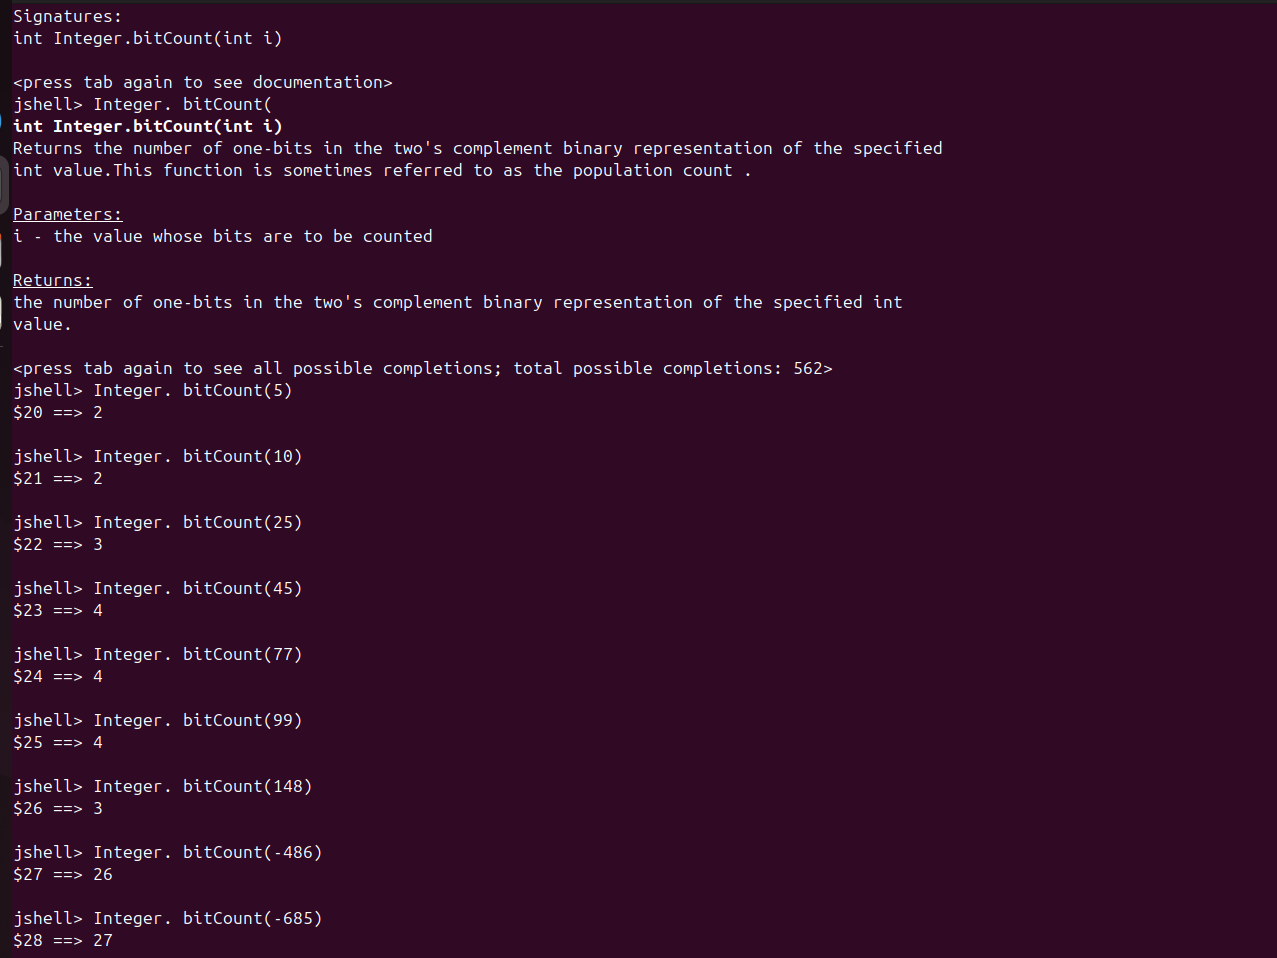 Signatures:
int Integer.bitCount(int i)
<press tab again to see documentation>
jshell> Integer. bitCount(
int Integer.bitCount(int i)
Returns the number of one-bits in the two's complement binary representation of the specified
int value.This function is sometimes referred to as the population count .
Parameters:
i - the value whose bits are to be counted
Returns:
the number of one-bits in the two's complement binary representation of the specified int
value.
<press tab again to see all possible completions; total possible completions: 562>
jshell> Integer. bitCount(5)
$20 ==> 2
jshell> Integer. bitCount(10)
$21 ==> 2
jshell> Integer. bitCount(25)
$22 ==> 3
jshell> Integer. bitCount(45)
$23 ==> 4
jshell> Integer. bitCount(77)
$24 ==> 4
jshell> Integer. bitCount(99)
$25 ==> 4
jshell> Integer. bitCount(148)
$26 ==> 3
jshell> Integer. bitCount(-486)
$27 ==> 26
jshell> Integer. bitCount(-685)
$28 ==> 27